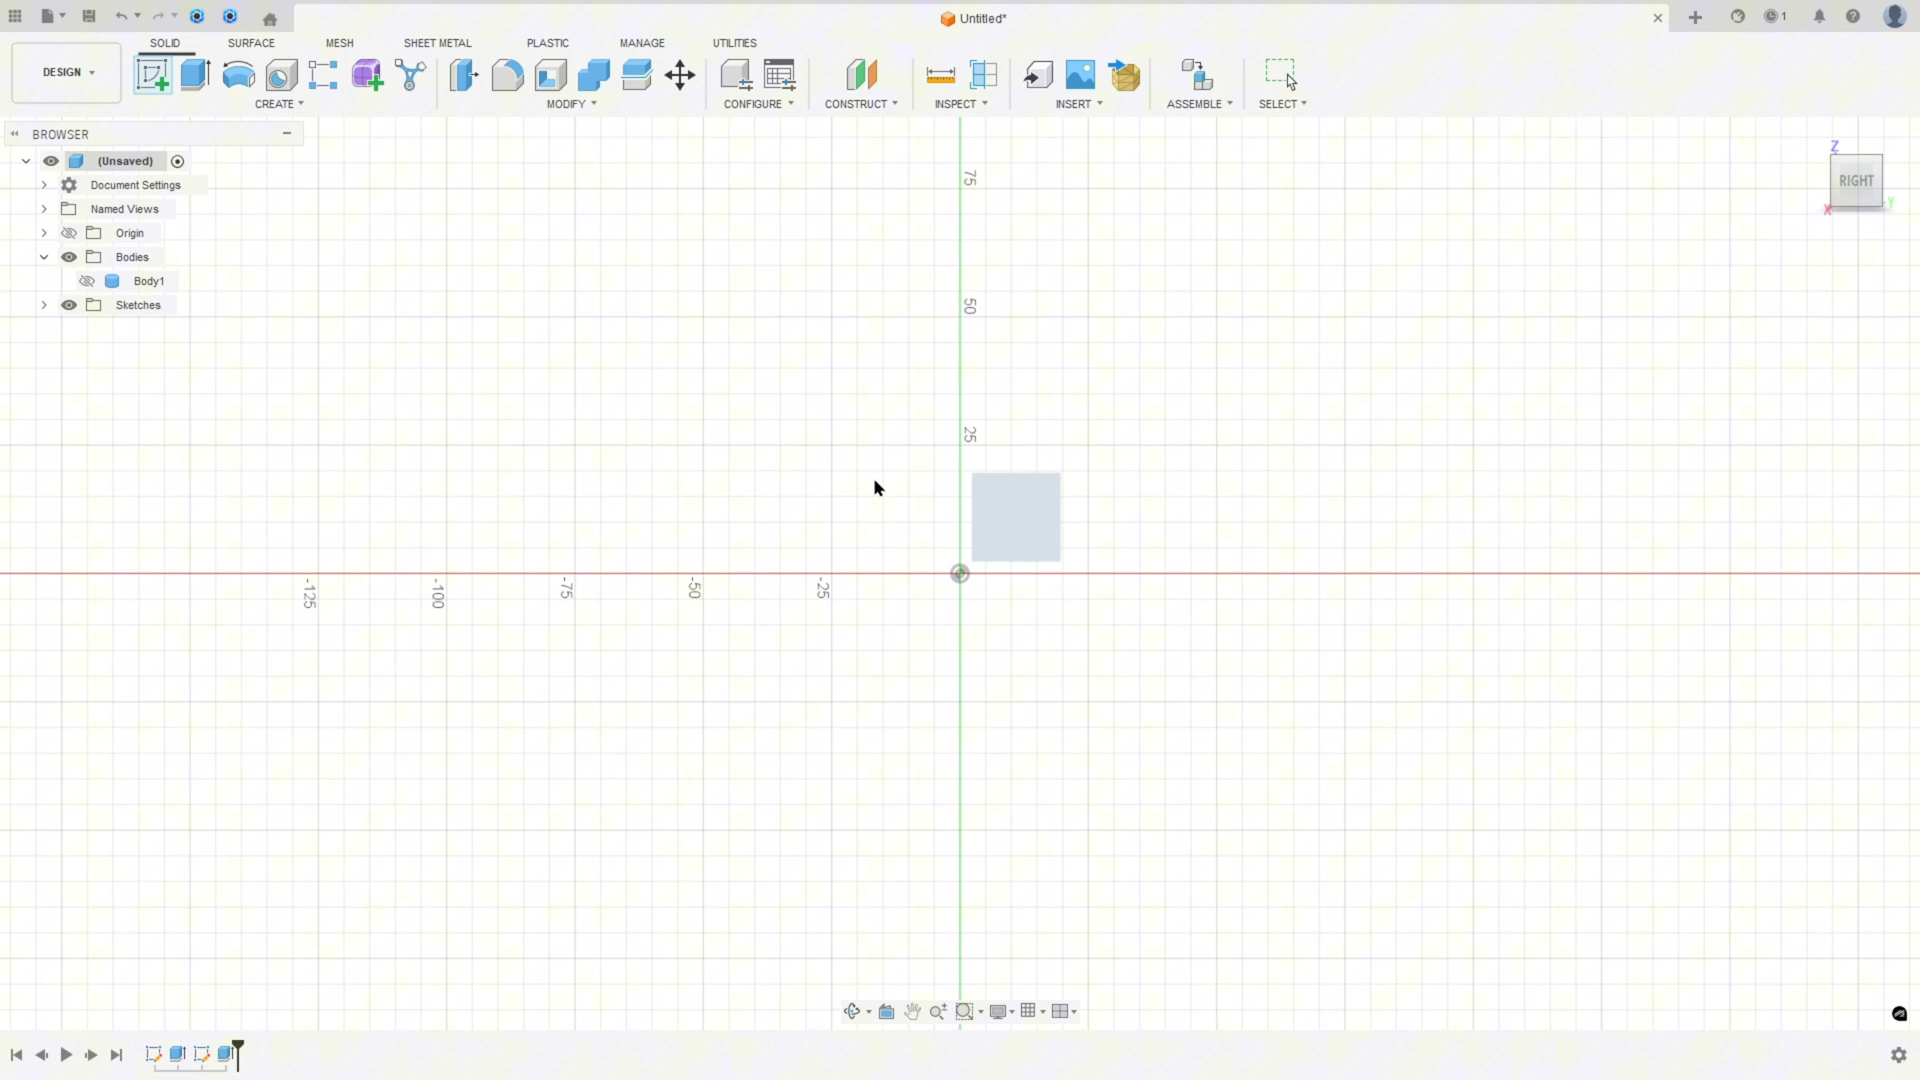 Untitled*
1
DESIGN
SOLID
SURFACE
MESH
SHEET METAL
PLASTIC
MANAGE
UTILITIES
CREATE
MODIFY
CONFIGURE
CONSTRUCT
INSPECT
INSERT
ASSEMBLE
SELECT
BROWSER
(Unsaved)
Document Settings
Named Views
Origin
Bodies
Body1
Sketches
Z
RIGHT
X
Y
75
50
25
-125
-100
-75
-50
-25